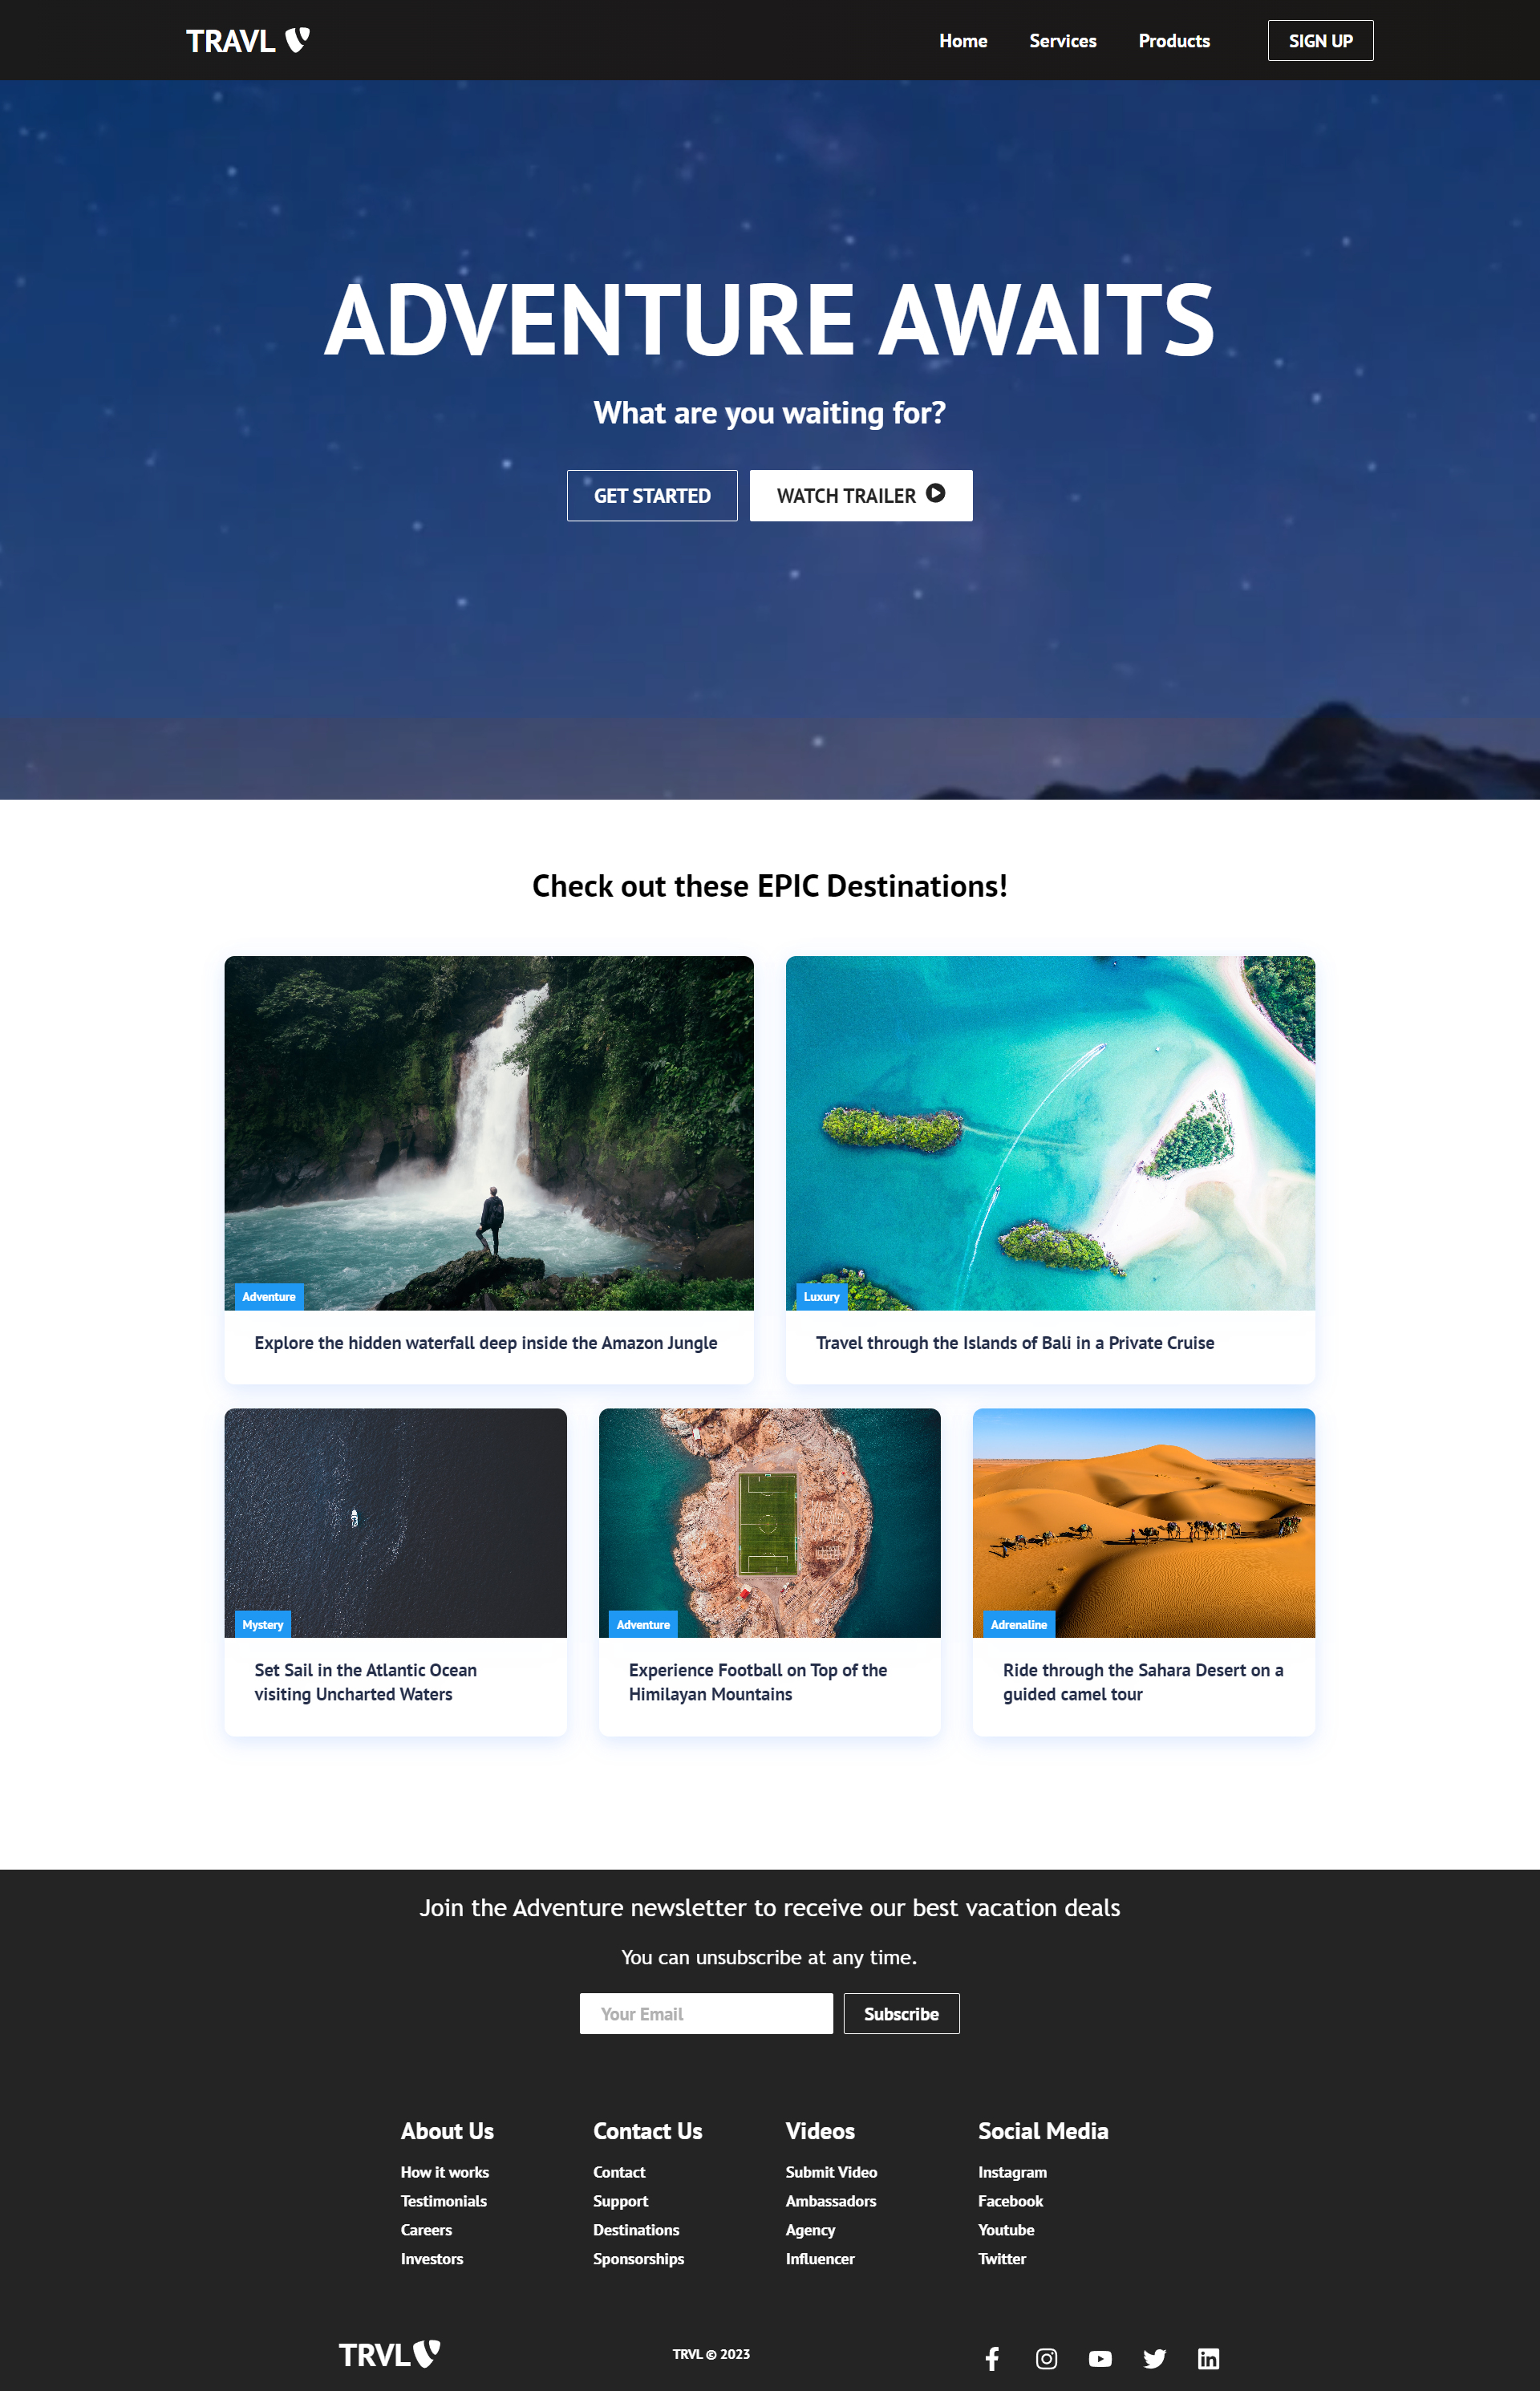 TRAVL
Home
Services
Products
SIGN UP
ADVENTURE AWAITS
What are you waiting for?
GET STARTED
WATCH TRAILER
Check out these EPIC Destinations!
Adventure
Explore the hidden waterfall deep inside the Amazon Jungle
Luxury
Travel through the Islands of Bali in a Private Cruise
Mystery
Set Sail in the Atlantic Ocean
visiting Uncharted Waters
Adventure
Experience Football on Top of the
Himilayan Mountains
Adrenaline
Ride through the Sahara Desert on a
guided camel tour
Join the Adventure newsletter to receive our best vacation deals
You can unsubscribe at any time.
Your Email
Subscribe
About Us
How it works
Testimonials
Careers
Investors
Contact Us
Contact
Support
Destinations
Sponsorships
Videos
Submit Video
Ambassadors
Agency
Influencer
Social Media
Instagram
Facebook
Youtube
Twitter
TRVL
TRVL © 2023